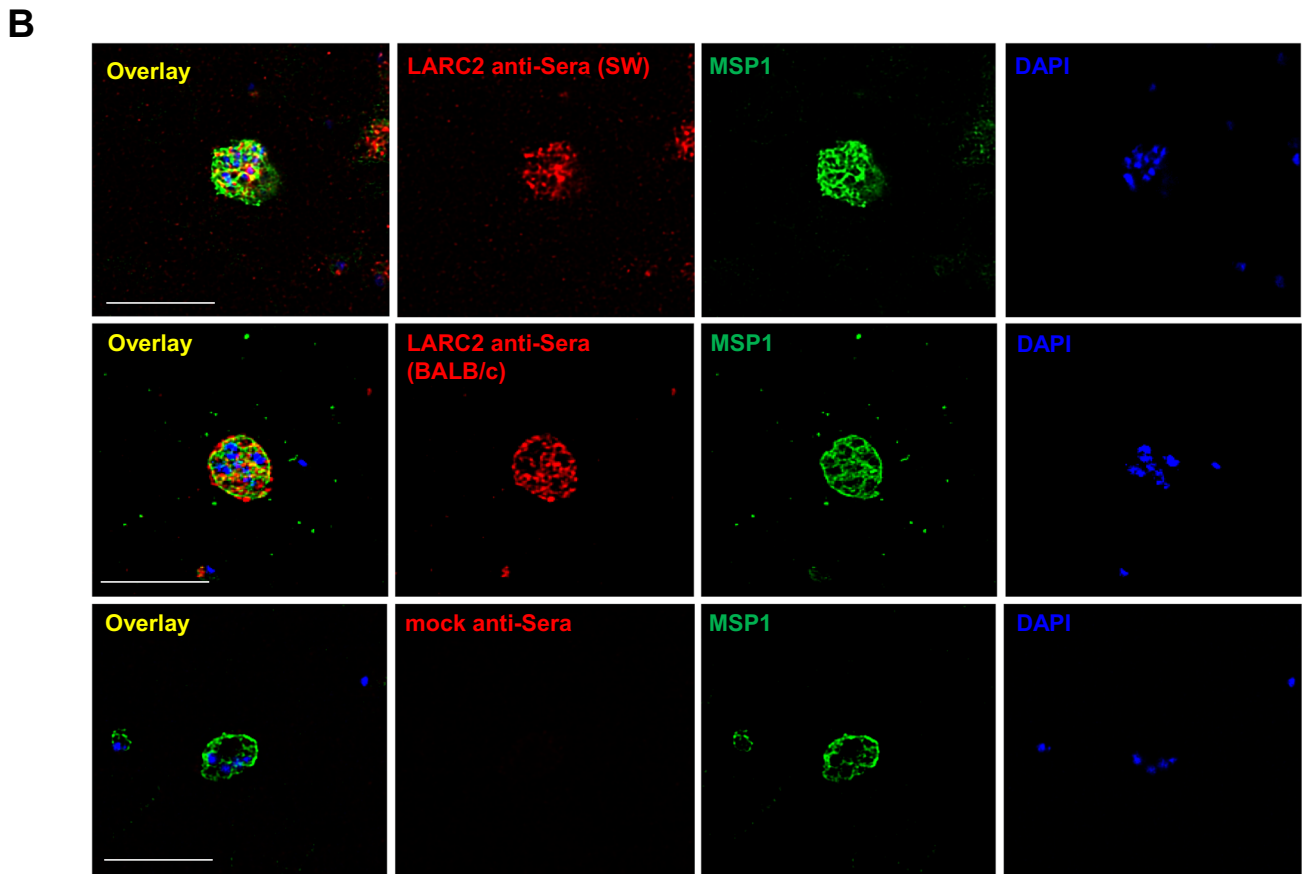 B
Overlay
LARC2 anti-Sera (SW)
MSP1
DAPI
Overlay
LARC2 anti-Sera
(BALB/c)
MSP1
DAPI
Overlay
mock anti-Sera
MSP1
DAPI